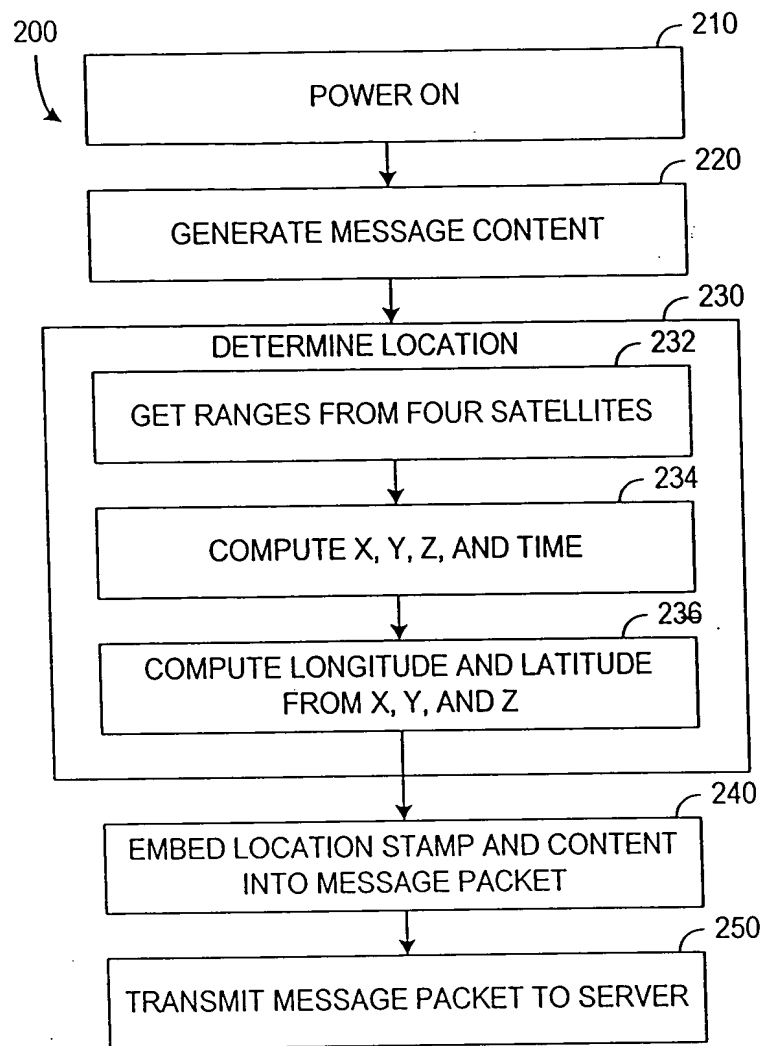 200
210
POWER ON
220
GENERATE MESSAGE CONTENT
230
DETERMINE LOCATION
232
GET RANGES FROM FOUR SATELLITES
234
COMPUTE X, Y, Z, AND TIME
236
COMPUTE LONGITUDE AND LATITUDE
FROM X, Y, AND Z
240
EMBED LOCATION STAMP AND CONTENT
INTO MESSAGE PACKET
250
TRANSMIT MESSAGE PACKET TO SERVER